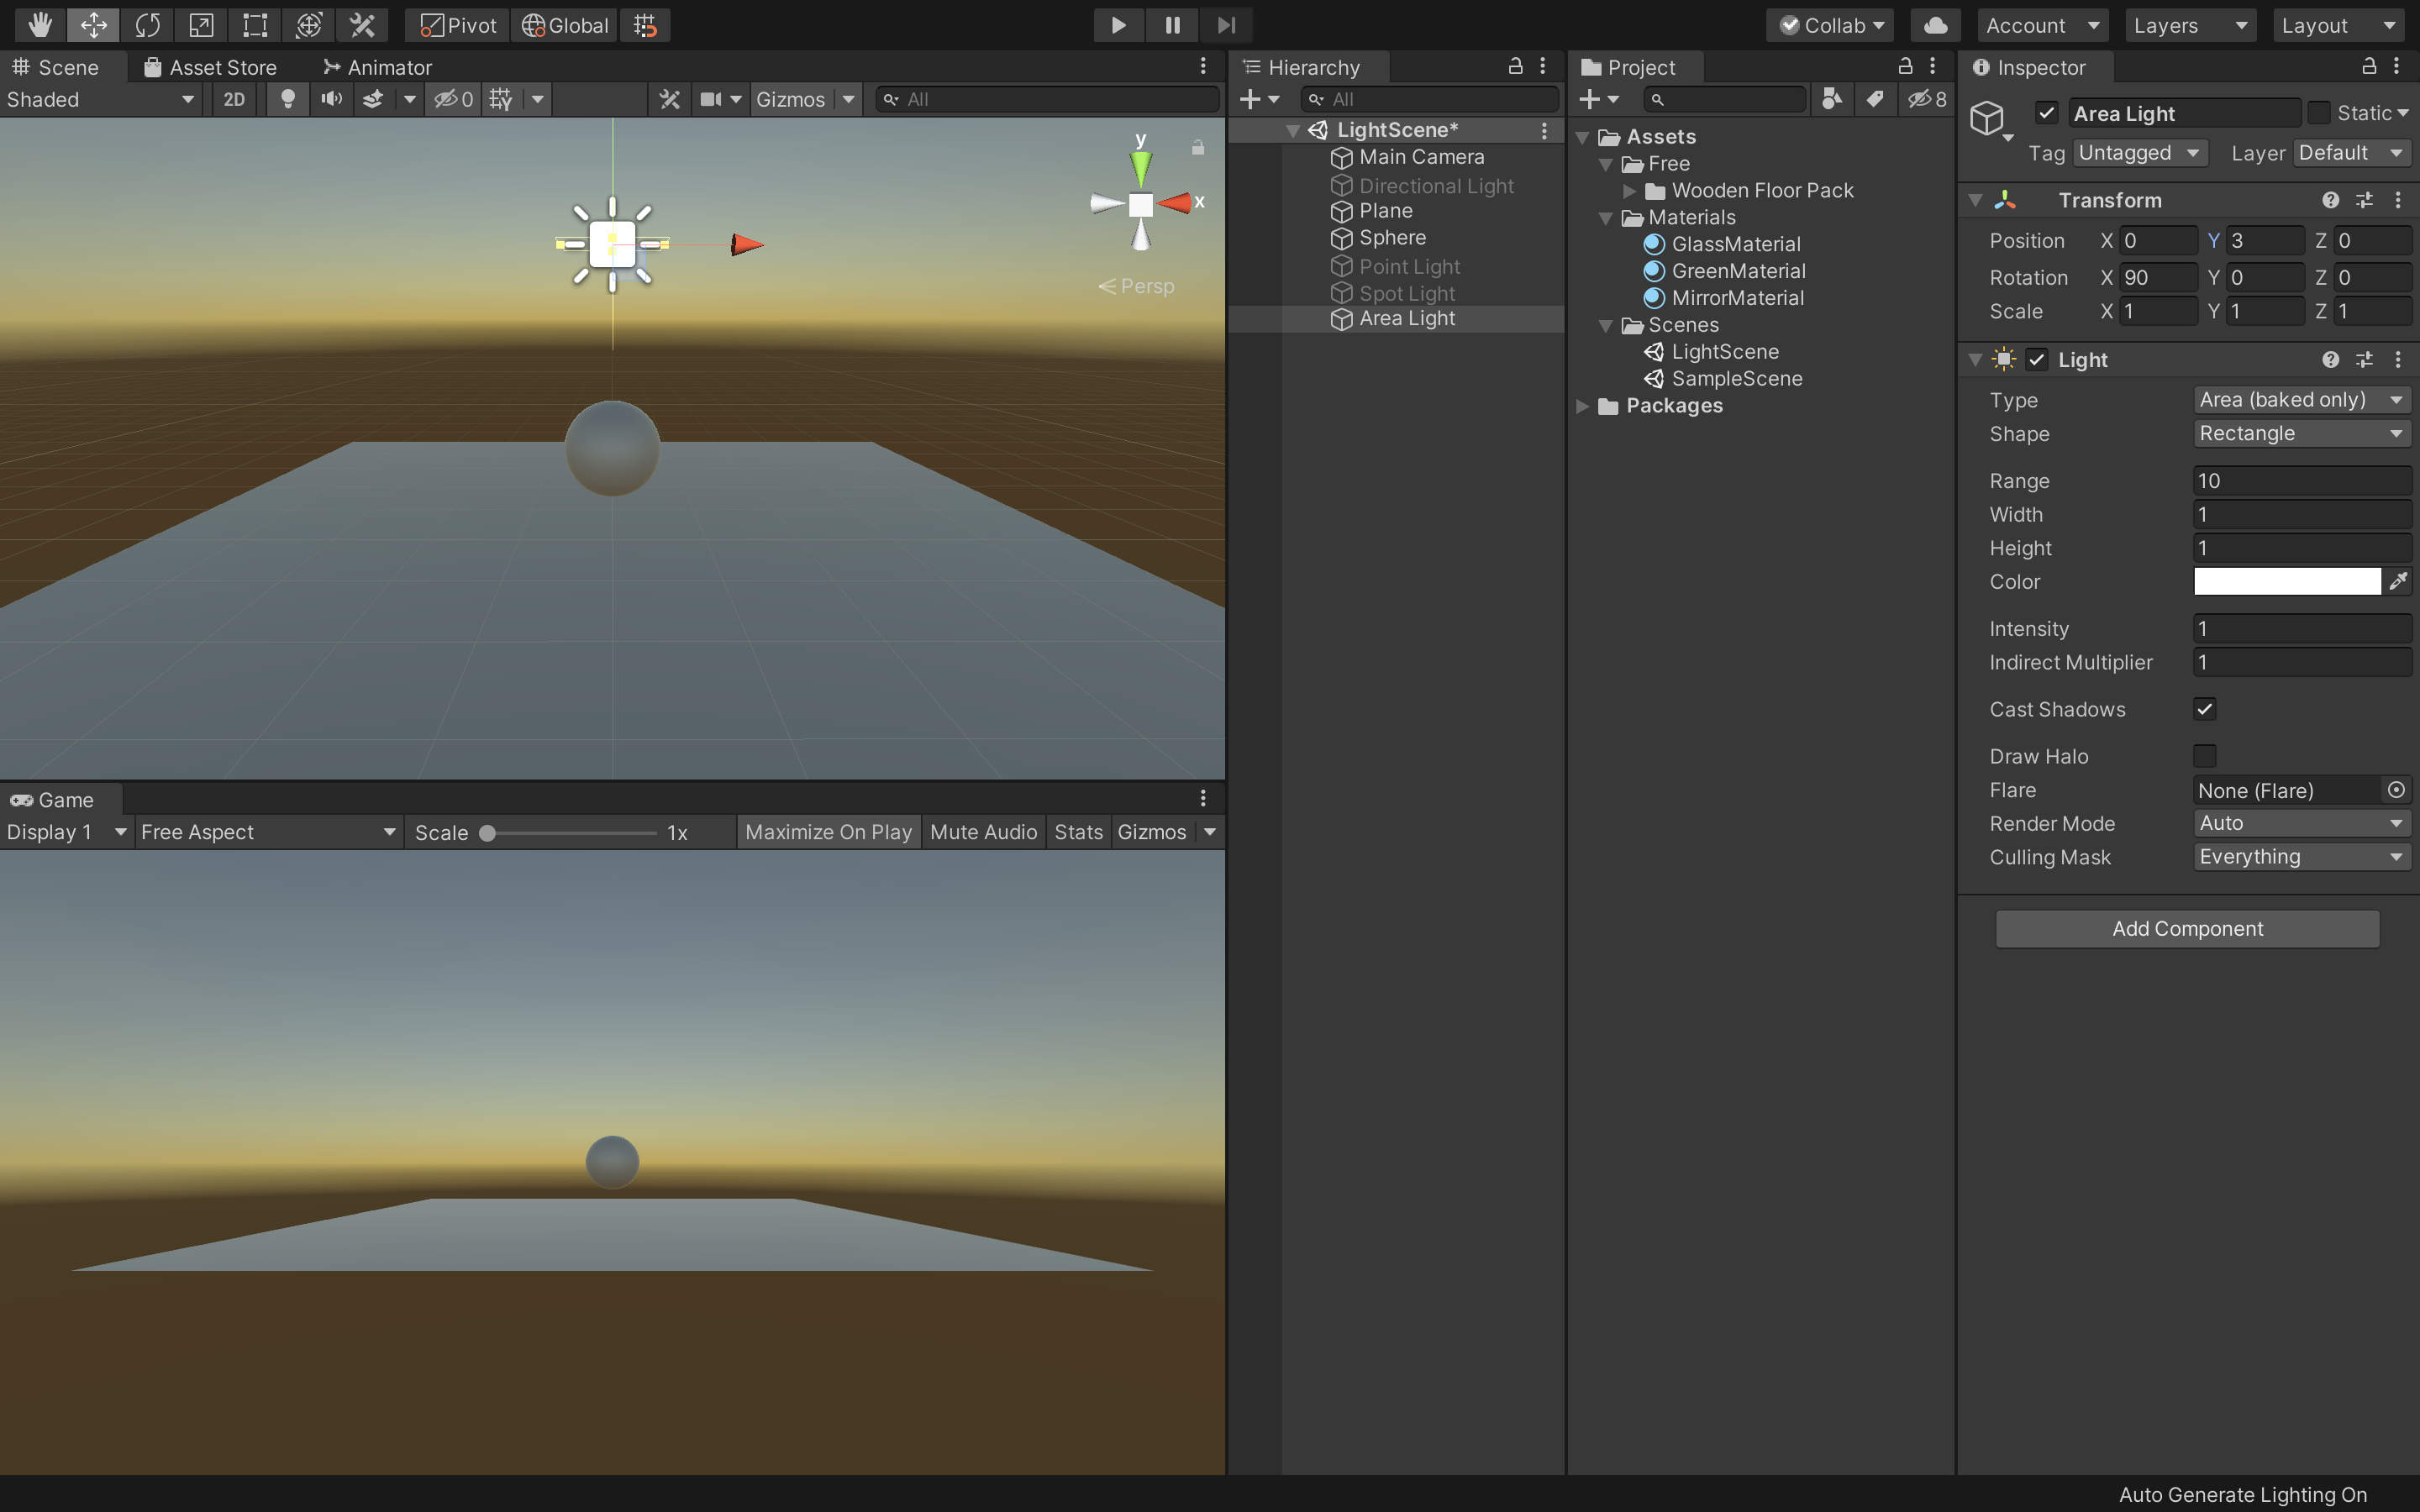 Pivot Global Collab Account Layers Layout
Scene Asset Store Animator
Shaded 2D 0 Gizmos All
y
x
Persp
Game
Display 1 Free Aspect Scale 1x Maximize On Play Mute Audio Stats Gizmos
Hierarchy
All
LightScene*
Main Camera
Directional Light
Plane
Sphere
Point Light
Spot Light
Area Light
Project
8
Assets
Free
Wooden Floor Pack
Materials
GlassMaterial
GreenMaterial
MirrorMaterial
Scenes
LightScene
SampleScene
Packages
Inspector
Area Light Static
Tag Untagged Layer Default
Transform
Position X 0 Y 3 Z 0
Rotation X 90 Y 0 Z 0
Scale X 1 Y 1 Z 1
Light
Type Area (baked only)
Shape Rectangle
Range 10
Width 1
Height 1
Color
Intensity 1
Indirect Multiplier 1
Cast Shadows
Draw Halo
Flare None (Flare)
Render Mode Auto
Culling Mask Everything
Add Component
Auto Generate Lighting On